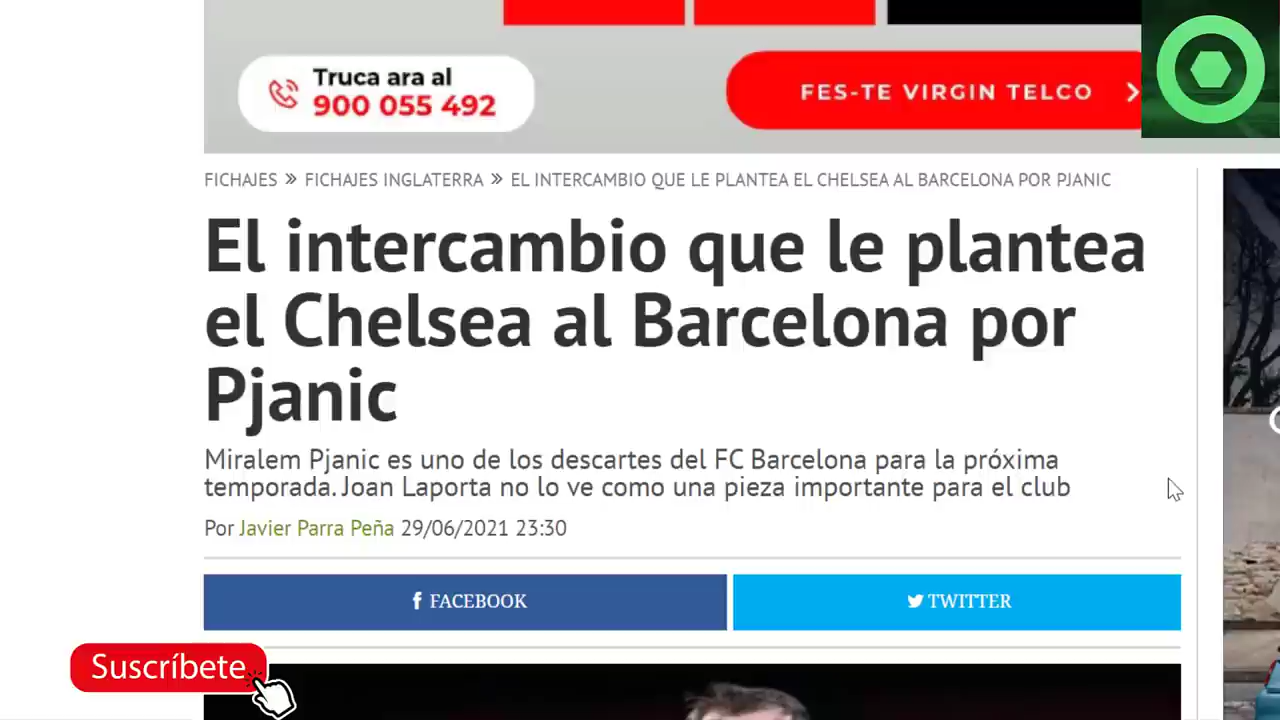 Truca ara al
900 055 492
FES-TE VIRGIN TELCO
FICHAJES » FICHAJES INGLATERRA » EL INTERCAMBIO QUE LE PLANTEA EL CHELSEA AL BARCELONA POR PJANIC
El intercambio que le plantea
el Chelsea al Barcelona por
Pjanic
Miralem Pjanic es uno de los descartes del FC Barcelona para la próxima
temporada. Joan Laporta no lo ve como una pieza importante para el club
Por Javier Parra Peña 29/06/2021 23:30
FACEBOOK
TWITTER
Suscríbete